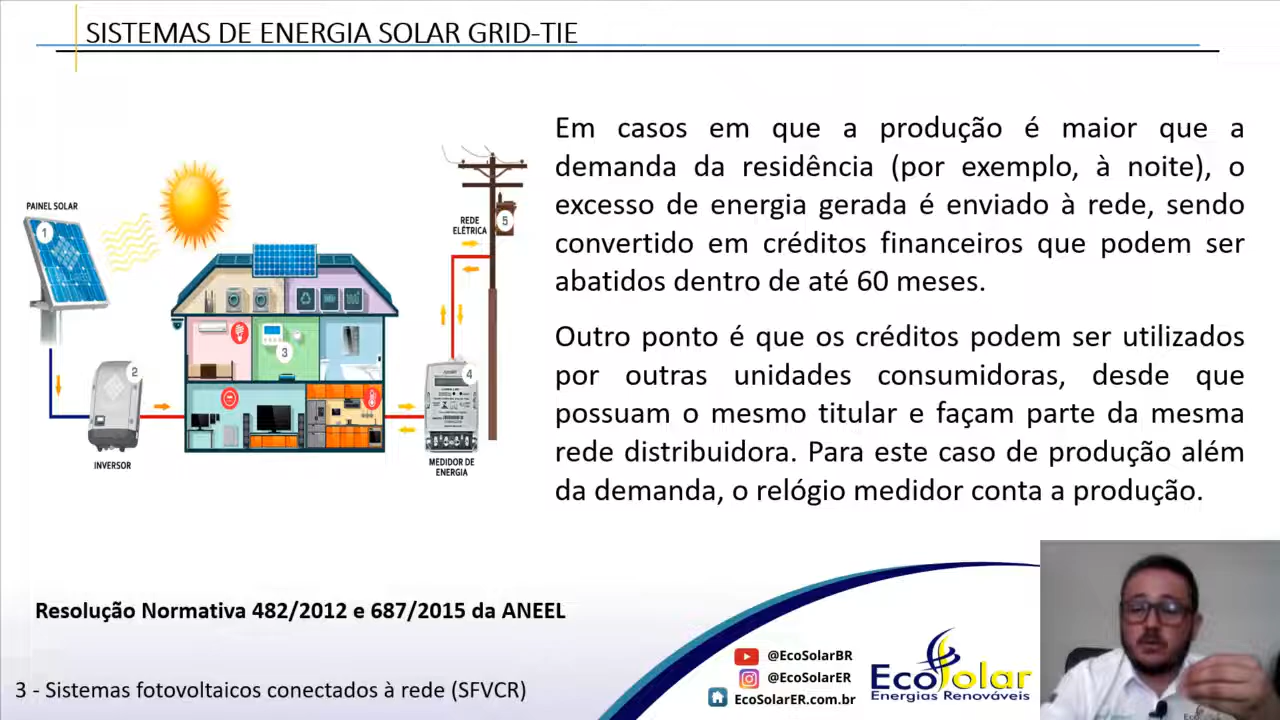 SISTEMAS DE ENERGIA SOLAR GRID-TIE
Em casos em que a produção é maior que a
demanda da residência (por exemplo, à noite), o
excesso de energia gerada é enviado à rede, sendo
convertido em créditos financeiros que podem ser
abatidos dentro de até 60 meses.
Outro ponto é que os créditos podem ser utilizados
por outras unidades consumidoras, desde que
possuam o mesmo titular e façam parte da mesma
rede distribuidora. Para este caso de produção além
da demanda, o relógio medidor conta a produção.
PAINEL SOLAR
1
2
INVERSOR
3
4
MEDIDOR DE
ENERGIA
REDE
ELÉTRICA
5
Resolução Normativa 482/2012 e 687/2015 da ANEEL
3 - Sistemas fotovoltaicos conectados à rede (SFVCR)
@EcoSolarBR
@EcoSolarER
EcoSolarER.com.br
EcoSolar
Energias Renováveis